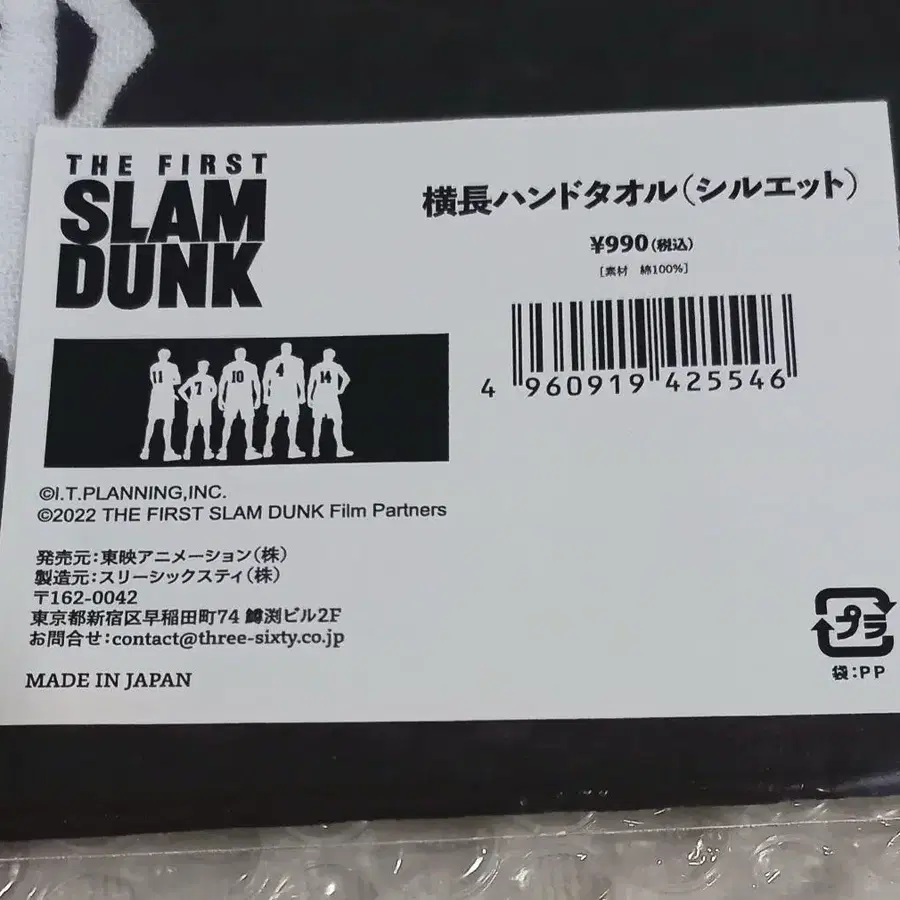 THE FIRST
SLAM
DUNK
横長ハンドタオル(シルエット)
¥990(税込)
[素材 綿100%]
4 960919 425546
11 7 10 4 14
©I.T.PLANNING,INC.
©2022 THE FIRST SLAM DUNK Film Partners
発売元:東映アニメーション(株)
製造元:スリーシックスティ(株)
〒162-0042
東京都新宿区早稲田町74 鱒渕ビル2F
お問合せ:contact@three-sixty.co.jp
MADE IN JAPAN
プラ
袋:PP